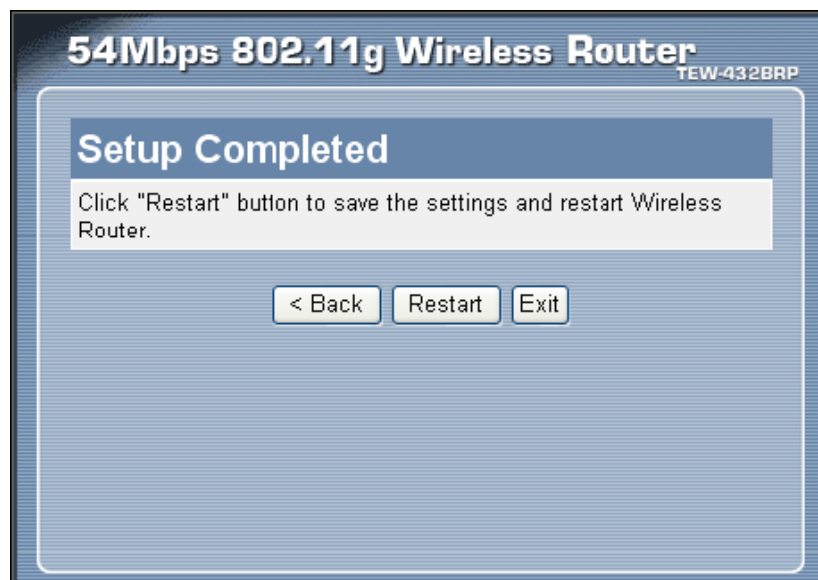 54Mbps 802.11g Wireless Router
TEW-432BRP
Setup Completed
Click "Restart" button to save the settings and restart Wireless
Router.
< Back Restart Exit